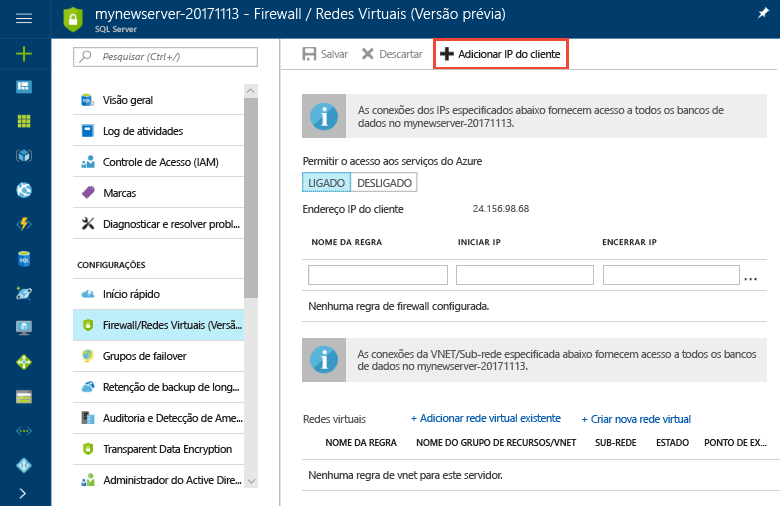 mynewserver-20171113 - Firewall / Redes Virtuais (Versão prévia)
SQL Server
Pesquisar (Ctrl+/)
Visão geral
Log de atividades
Controle de Acesso (IAM)
Marcas
Diagnosticar e resolver probl...
CONFIGURAÇÕES
Início rápido
Firewall/Redes Virtuais (Versã...
Grupos de failover
Retenção de backup de long...
Auditoria e Detecção de Ame...
Transparent Data Encryption
Administrador do Active Dire...
Salvar Descartar Adicionar IP do cliente
As conexões dos IPs especificados abaixo fornecem acesso a todos os bancos de
dados no mynewserver-20171113.
Permitir o acesso aos serviços do Azure
LIGADO DESLIGADO
Endereço IP do cliente 24.156.98.68
NOME DA REGRA INICIAR IP ENCERRAR IP
...
Nenhuma regra de firewall configurada.
As conexões da VNET/Sub-rede especificada abaixo fornecem acesso a todos os bancos
de dados no mynewserver-20171113.
Redes virtuais + Adicionar rede virtual existente + Criar nova rede virtual
NOME DA REGRA NOME DO GRUPO DE RECURSOS/VNET SUB-REDE ESTADO PONTO DE EX...
Nenhuma regra de vnet para este servidor.